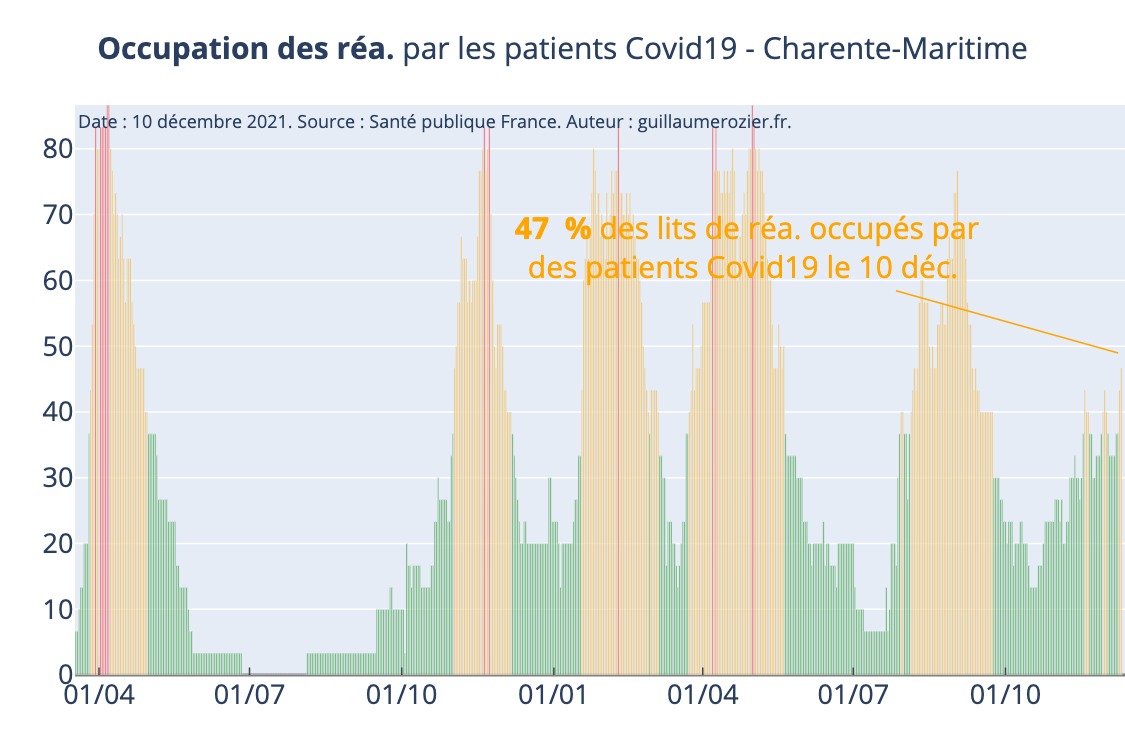 Occupation des réa. par les patients Covid19 - Charente-Maritime
Date : 10 décembre 2021. Source : Santé publique France. Auteur : guillaumerozier.fr.
80
70
47  % des lits de réa. occupés par
des patients Covid19 le 10 déc.
60
50
40
30
20
10
0
01/04 01/07 01/10 01/01 01/04 01/07 01/10